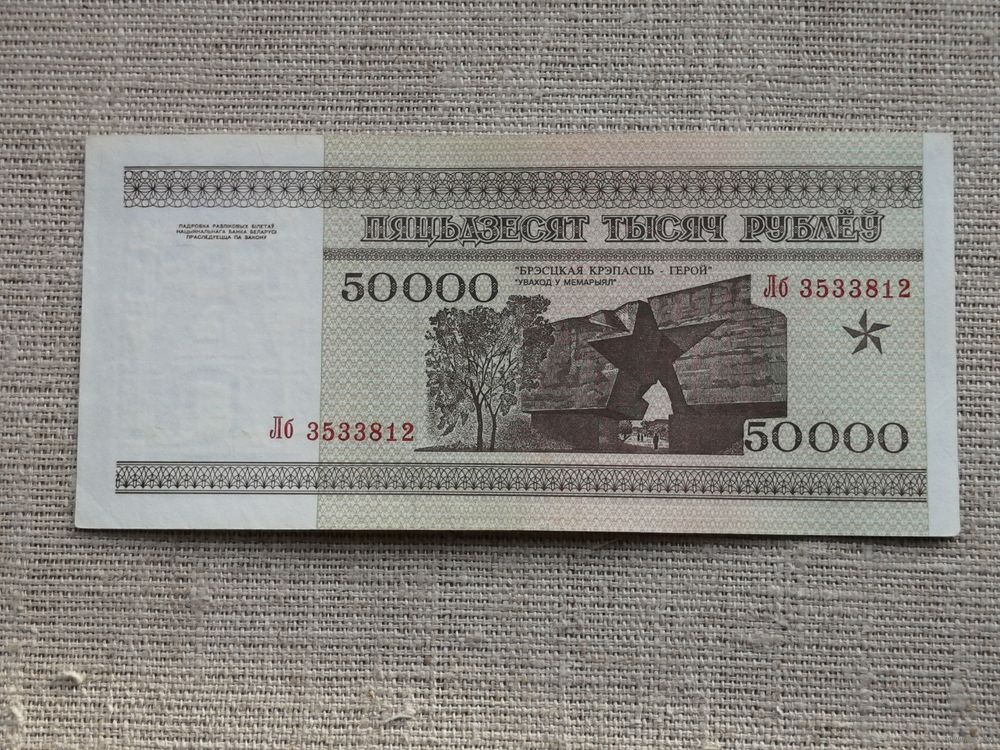 ПАДРОБКА РАЗЛІКОВЫХ БІЛЕТАЎ
НАЦЫЯНАЛЬНАГА БАНКА БЕЛАРУСІ
ПРАСЛЕДУЕЦЦА ПА ЗАКОНУ
ПЯЦЬДЗЕСЯТ ТЫСЯЧ РУБЛЁЎ
50000
"БРЭСЦКАЯ КРЭПАСЦЬ - ГЕРОЙ"
"УВАХОД У МЕМАРЫЯЛ"
Лб 3533812
Лб 3533812
50000